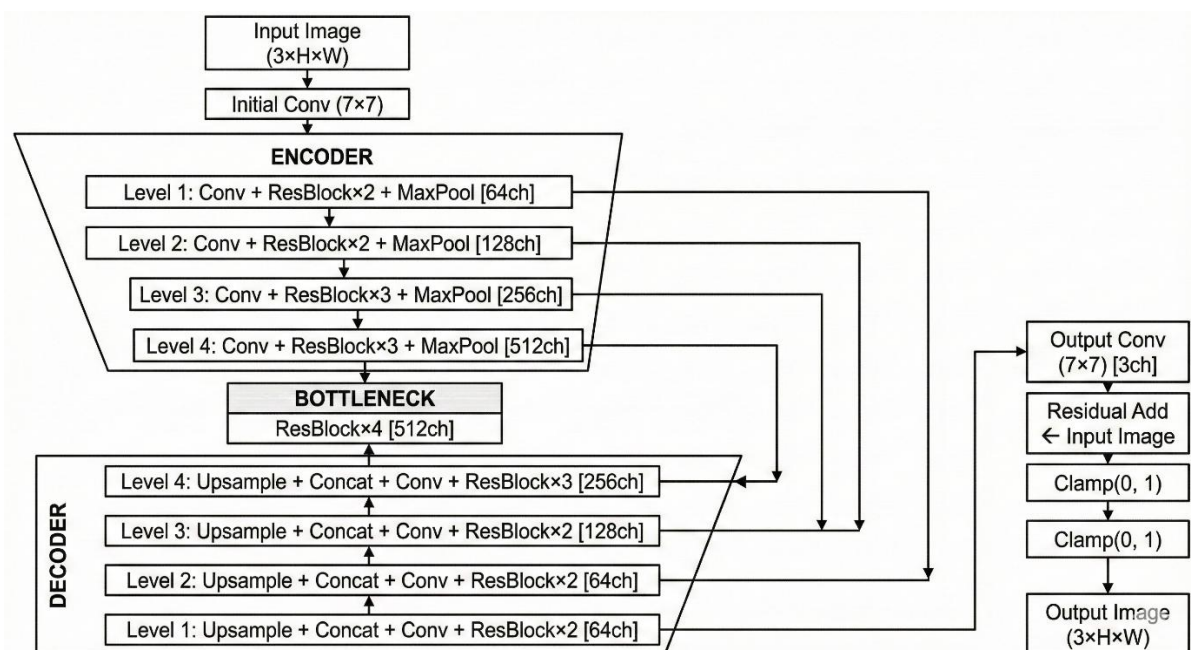 Input Image
(3×H×W)
Initial Conv (7×7)
ENCODER
Level 1: Conv + ResBlock×2 + MaxPool [64ch]
Level 2: Conv + ResBlock×2 + MaxPool [128ch]
Level 3: Conv + ResBlock×3 + MaxPool [256ch]
Level 4: Conv + ResBlock×3 + MaxPool [512ch]
BOTTLENECK
ResBlock×4 [512ch]
DECODER
Level 4: Upsample + Concat + Conv + ResBlock×3 [256ch]
Level 3: Upsample + Concat + Conv + ResBlock×2 [128ch]
Level 2: Upsample + Concat + Conv + ResBlock×2 [64ch]
Level 1: Upsample + Concat + Conv + ResBlock×2 [64ch]
Output Conv
(7×7) [3ch]
Residual Add
← Input Image
Clamp(0, 1)
Clamp(0, 1)
Output Image
(3×H×W)